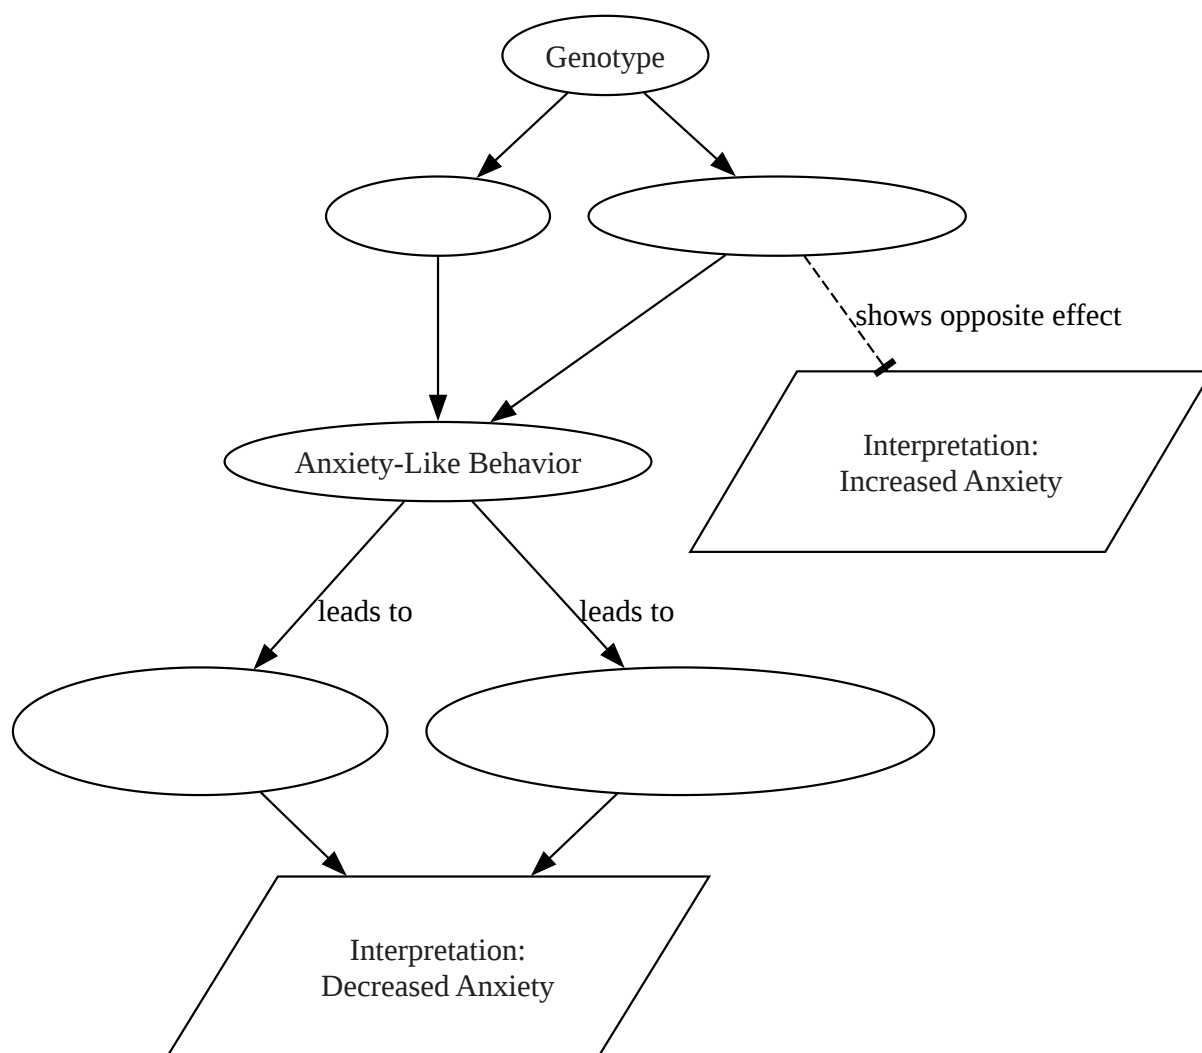 Genotype
shows opposite effect
Interpretation:
Increased Anxiety
Anxiety-Like Behavior
leads to
leads to
Interpretation:
Decreased Anxiety